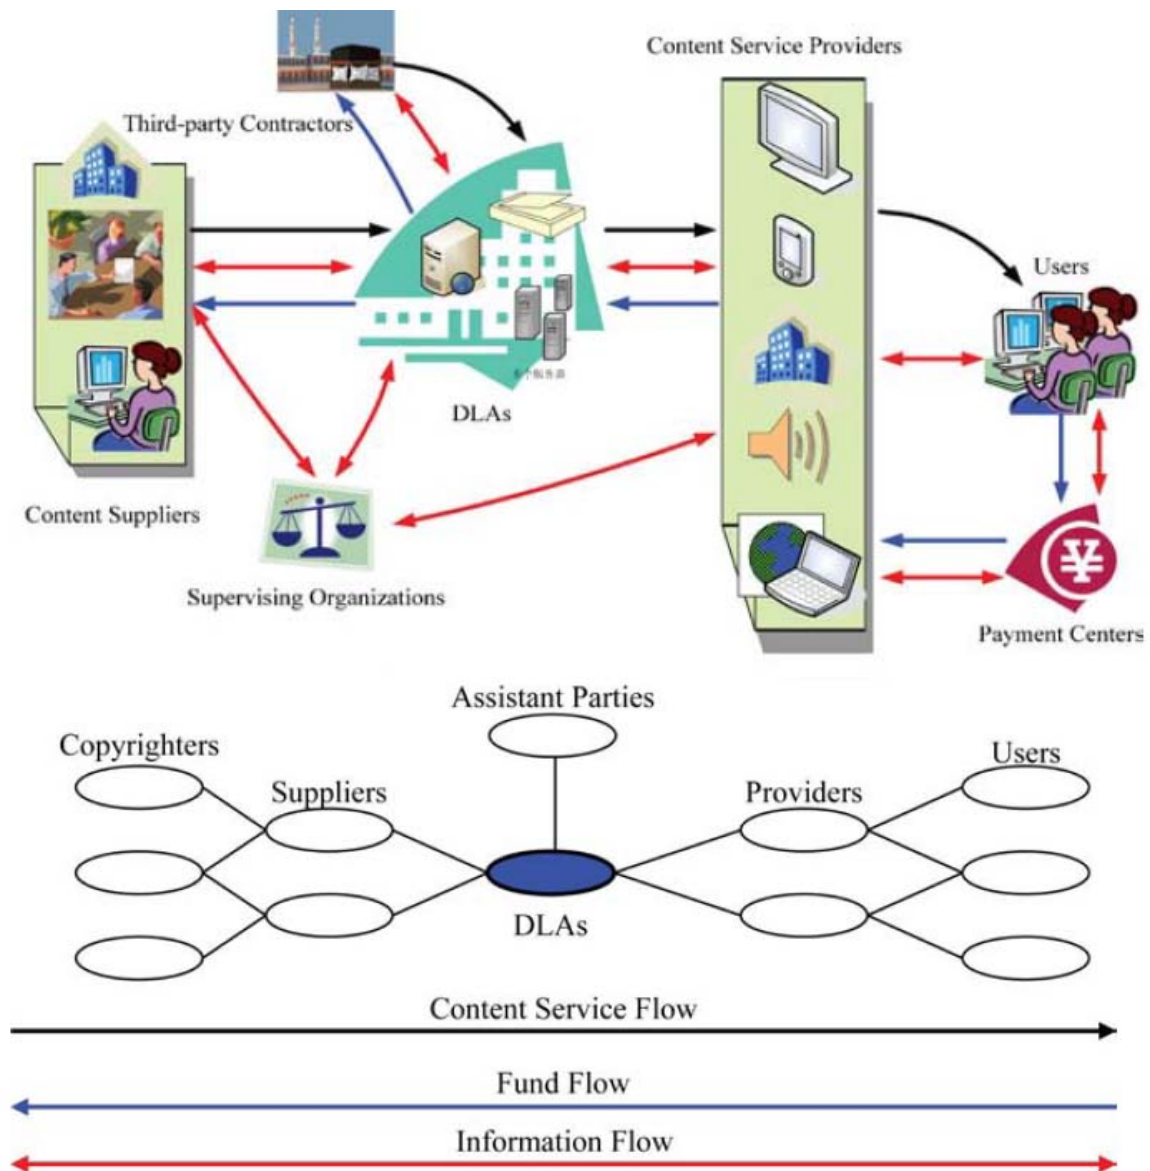 Content Service Providers
Third-party Contractors
Users
DLAs
Content Suppliers
Supervising Organizations
Payment Centers
Assistant Parties
Copyrighters
Users
Suppliers
Providers
DLAs
Content Service Flow
Fund Flow
Information Flow